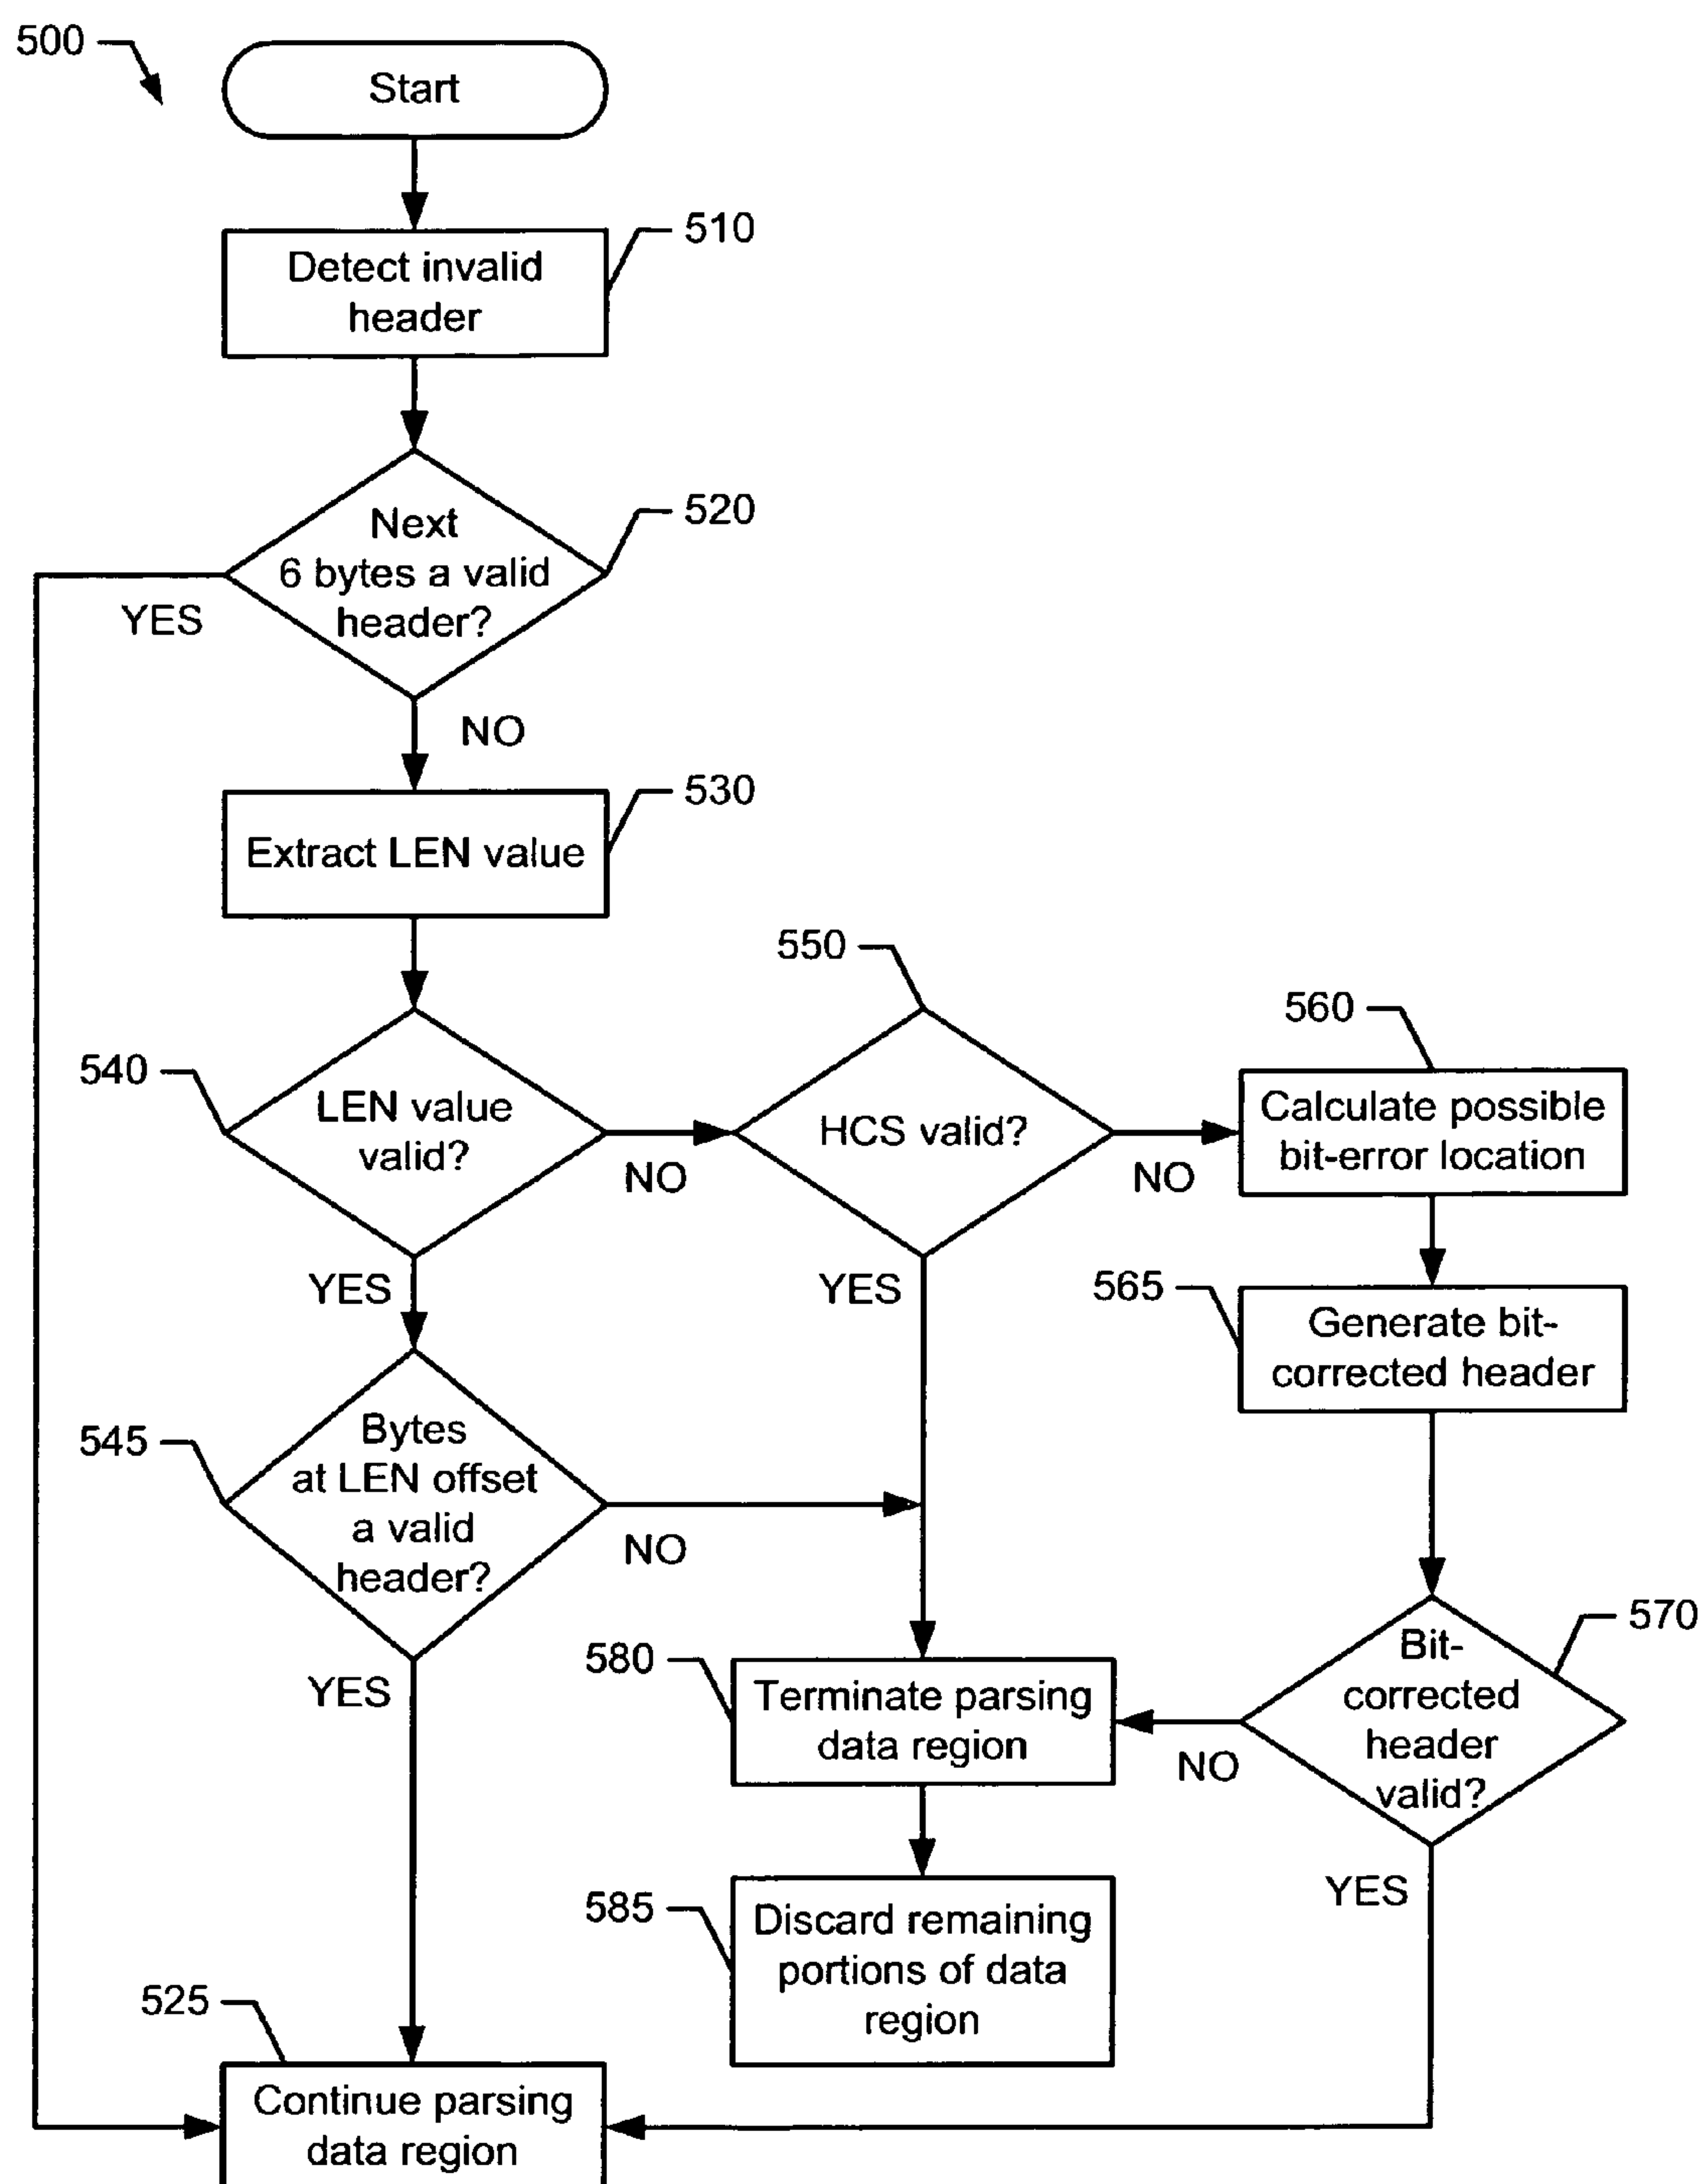 500
Start
510
Detect invalid
header
520
Next
6 bytes a valid
header?
YES
NO
530
Extract LEN value
540
LEN value
valid?
NO
YES
550
HCS valid?
NO
YES
560
Calculate possible
bit-error location
565
Generate bit-
corrected header
545
Bytes
at LEN offset
a valid
header?
NO
YES
570
Bit-
corrected
header
valid?
NO
YES
580
Terminate parsing
data region
585
Discard remaining
portions of data
region
525
Continue parsing
data region